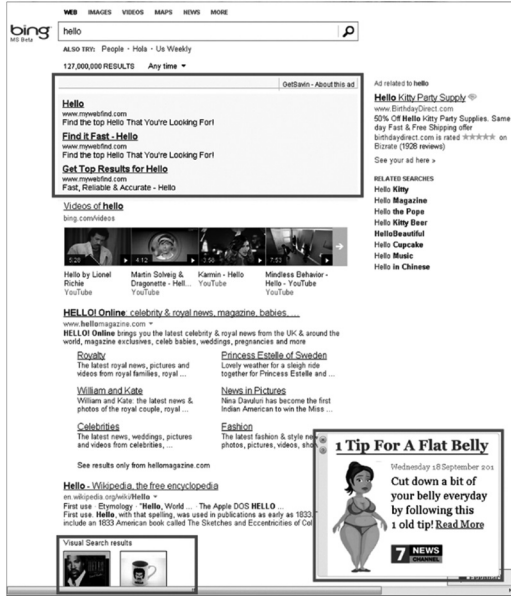 WEB IMAGES VIDEOS MAPS NEWS MORE
bing
MS Beta
hello
ALSO TRY: People · Hola · Us Weekly
127,000,000 RESULTS Any time
GetSavin - About this ad
Hello
www.mywebfind.com
Find the top Hello That You're Looking For!
Find it Fast - Hello
www.mywebfind.com
Find the top Hello That You're Looking For!
Get Top Results for Hello
www.mywebfind.com
Fast, Reliable & Accurate - Hello
Ad related to hello
Hello Kitty Party Supply
www.BirthdayDirect.com
50% Off Hello Kitty Party Supplies. Same
day Fast & Free Shipping offer
birthdaydirect.com is rated ★★★★★ on
Bizrate (1928 reviews)
See your ad here »
RELATED SEARCHES
Hello Kitty
Hello Magazine
Hello the Pope
Hello Kitty Beer
HelloBeautiful
Hello Cupcake
Hello Music
Hello in Chinese
Videos of hello
bing.com/videos
5:28 4:12 3:56 7:53
Hello by Lionel
Richie
YouTube
Martin Solveig &
Dragonette - Hell...
YouTube
Karmin - Hello
YouTube
Mindless Behavior -
Hello - YouTube
YouTube
HELLO! Online: celebrity & royal news, magazine, babies, ...
www.hellomagazine.com
HELLO! Online brings you the latest celebrity & royal news from the UK & around the
world, magazine exclusives, celeb babies, weddings, pregnancies and more
Royalty
The latest royal news, pictures and
videos from royal families, royal ...
Princess Estelle of Sweden
Lovely weather for a sleigh ride
together for Princess Estelle and ...
William and Kate
William and Kate: the latest news &
photos of the royal couple, royal ...
News in Pictures
Nina Davuluri has become the first
Indian American to win the Miss ...
Celebrities
The latest news, weddings, pictures
and videos from celebrities, ...
Fashion
The latest fashion & style ne
photos, pictures, videos, sho
See results only from hellomagazine.com
Hello - Wikipedia, the free encyclopedia
en.wikipedia.org/wiki/Hello
First use · Etymology · "Hello, World ... · The Apple DOS HELLO ...
First use. Hello, with that spelling, was used in publications as early as 1833.
include an 1833 American book called The Sketches and Eccentricities of Col
Visual Search results
1 Tip For A Flat Belly
Wednesday 18 September 201
Cut down a bit of
your belly everyday
by following this
1 old tip! Read More
7 NEWS
CHANNEL